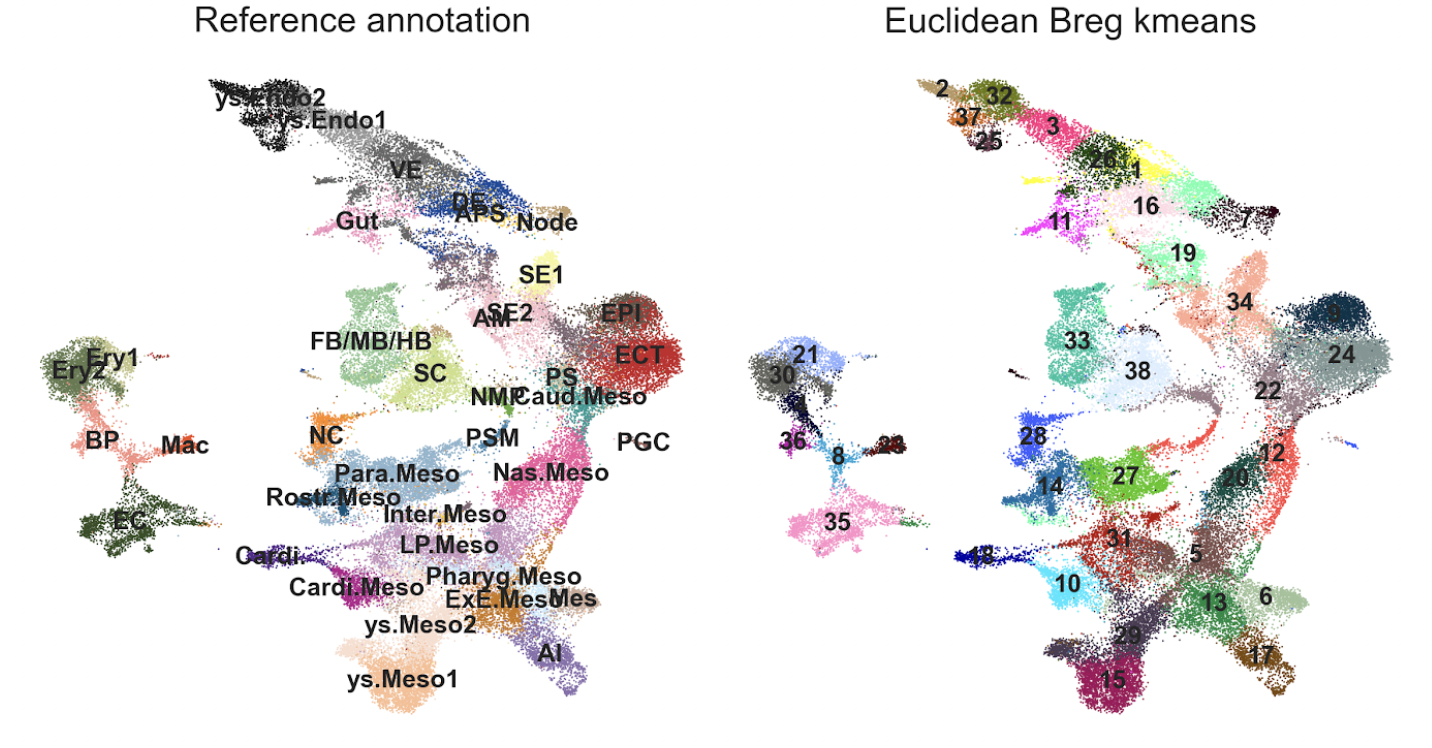 Reference annotation
ys.Endo2
ys.Endo1
VE
DE
APS
Node
Gut
SE1
SE2
AM
EPI
FB/MB/HB
ECT
Ery1
Ery2
SC
PS
NMP
Caud.Meso
NC
PSM
BP
Mac
PGC
Para.Meso
Nas.Meso
Rostr.Meso
Inter.Meso
EC
LP.Meso
Cardi
Pharyg.Meso
Cardi.Meso
ExE.Meso
Mes
ys.Meso2
Al
ys.Meso1
Euclidean Breg kmeans
2
32
37
3
25
26
1
16
11
7
19
34
9
33
21
24
38
30
22
28
36
8
12
27
20
14
35
31
18
5
10
6
13
29
17
15